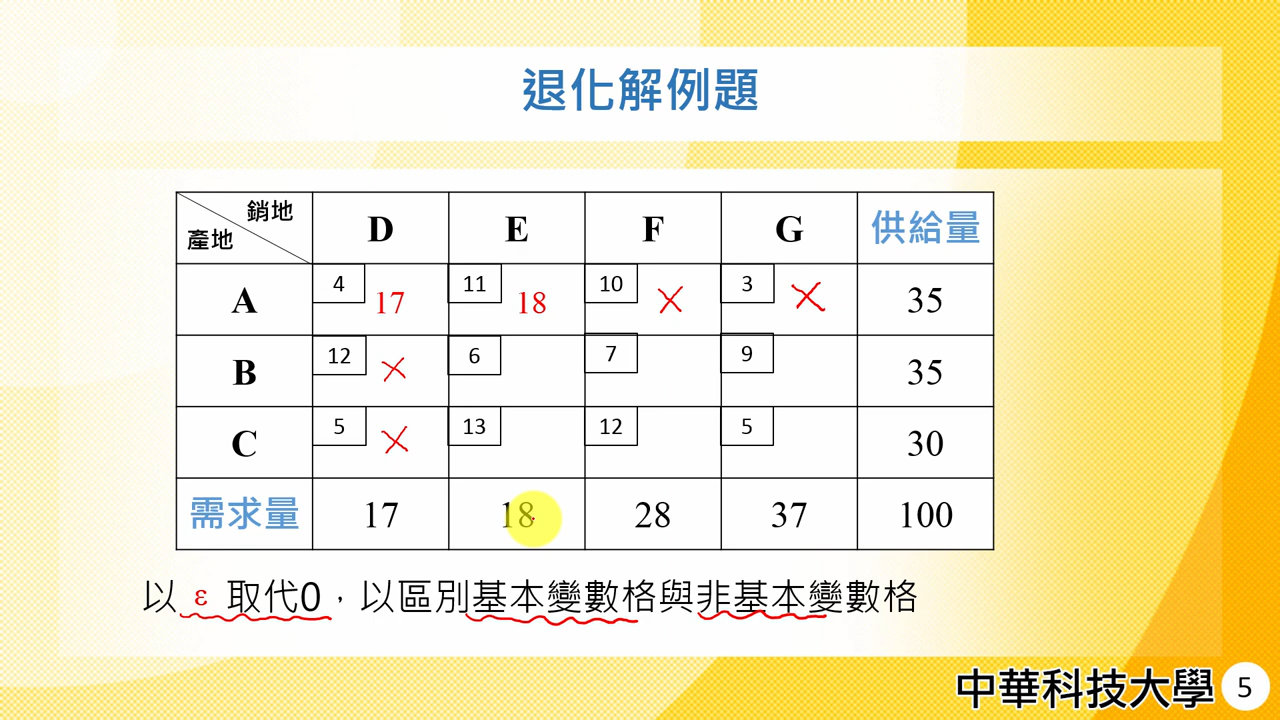 退化解例題
銷地
產地 D E F G 供給量
A 4 17 11 18 10 × 3 × 35
B 12 × 6 7 9 35
C 5 × 13 12 5 30
需求量 17 18 28 37 100
以 ε 取代0，以區別基本變數格與非基本變數格
中華科技大學 5